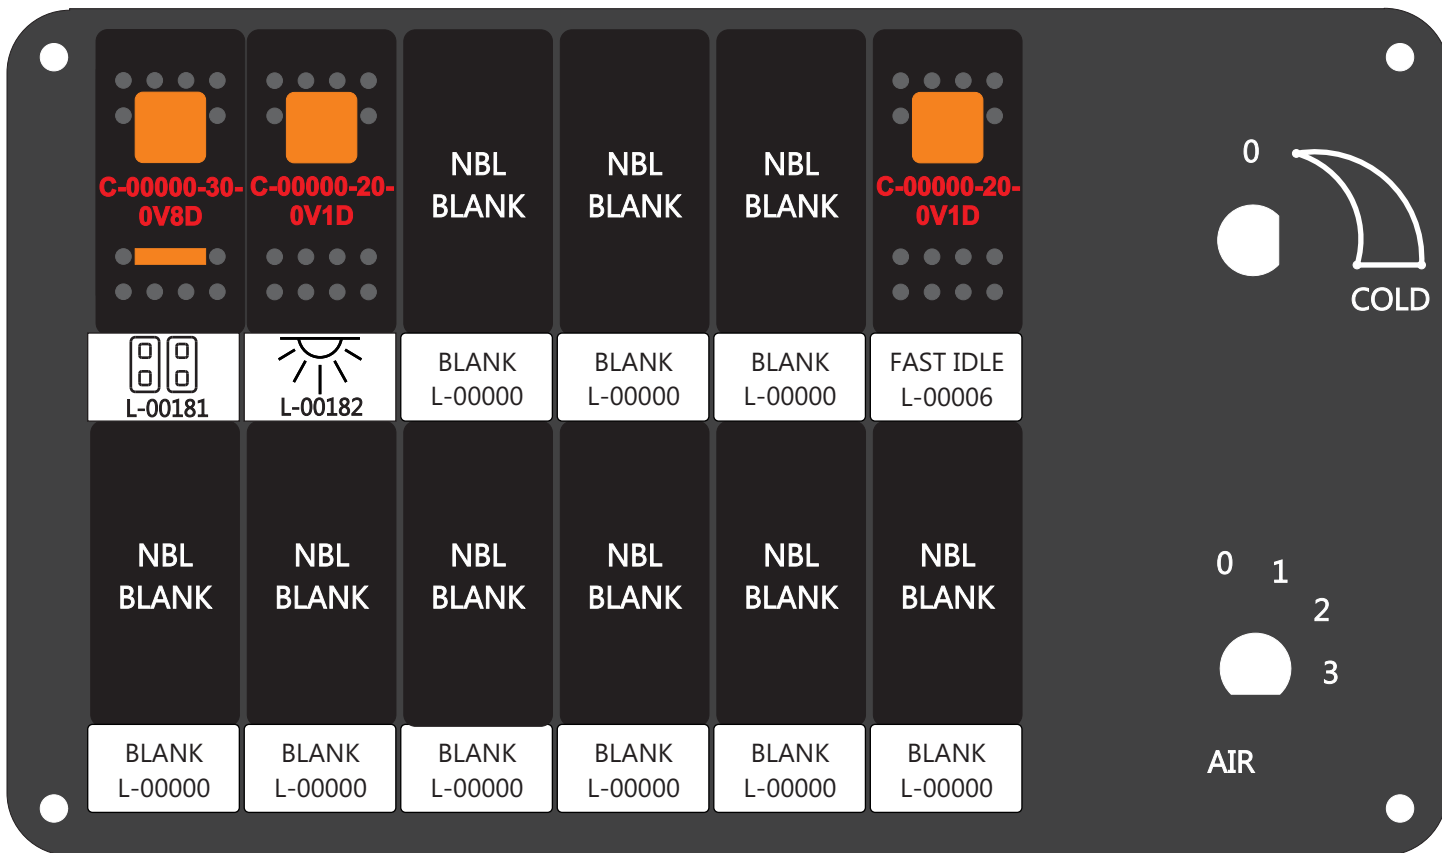 C-00000-30-
0V8D
C-00000-20-
0V1D
NBL
BLANK
NBL
BLANK
NBL
BLANK
C-00000-20-
0V1D
0
COLD
L-00181
L-00182
BLANK
L-00000
BLANK
L-00000
BLANK
L-00000
FAST IDLE
L-00006
NBL
BLANK
NBL
BLANK
NBL
BLANK
NBL
BLANK
NBL
BLANK
NBL
BLANK
0
1
2
3
BLANK
L-00000
BLANK
L-00000
BLANK
L-00000
BLANK
L-00000
BLANK
L-00000
BLANK
L-00000
AIR